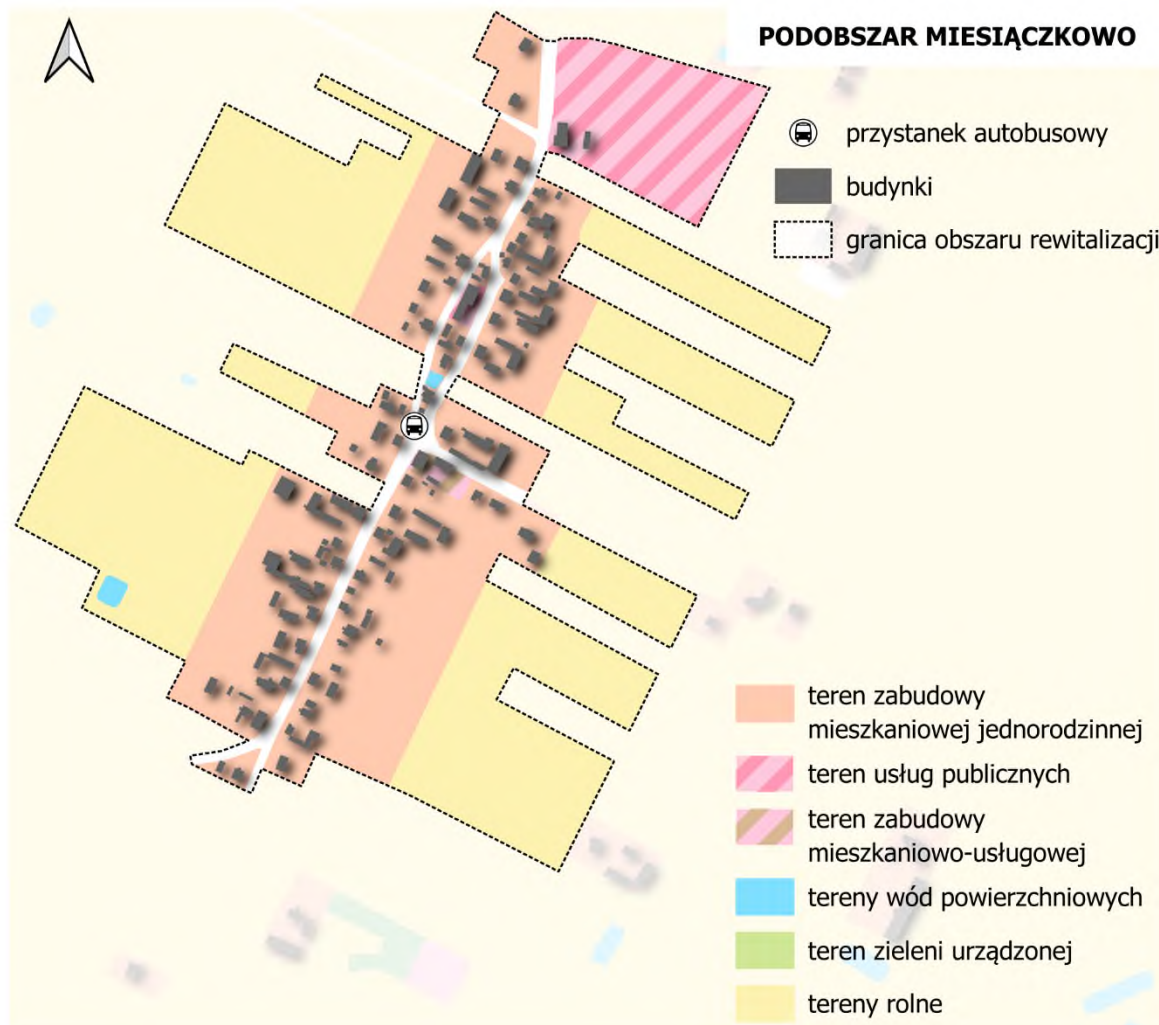 PODOBSZAR MIESIĄCZKOWO
przystanek autobusowy
budynki
granica obszaru rewitalizacji
teren zabudowy
mieszkaniowej jednorodzinnej
teren usług publicznych
teren zabudowy
mieszkaniowo-usługowej
tereny wód powierzchniowych
teren zieleni urządzonej
tereny rolne